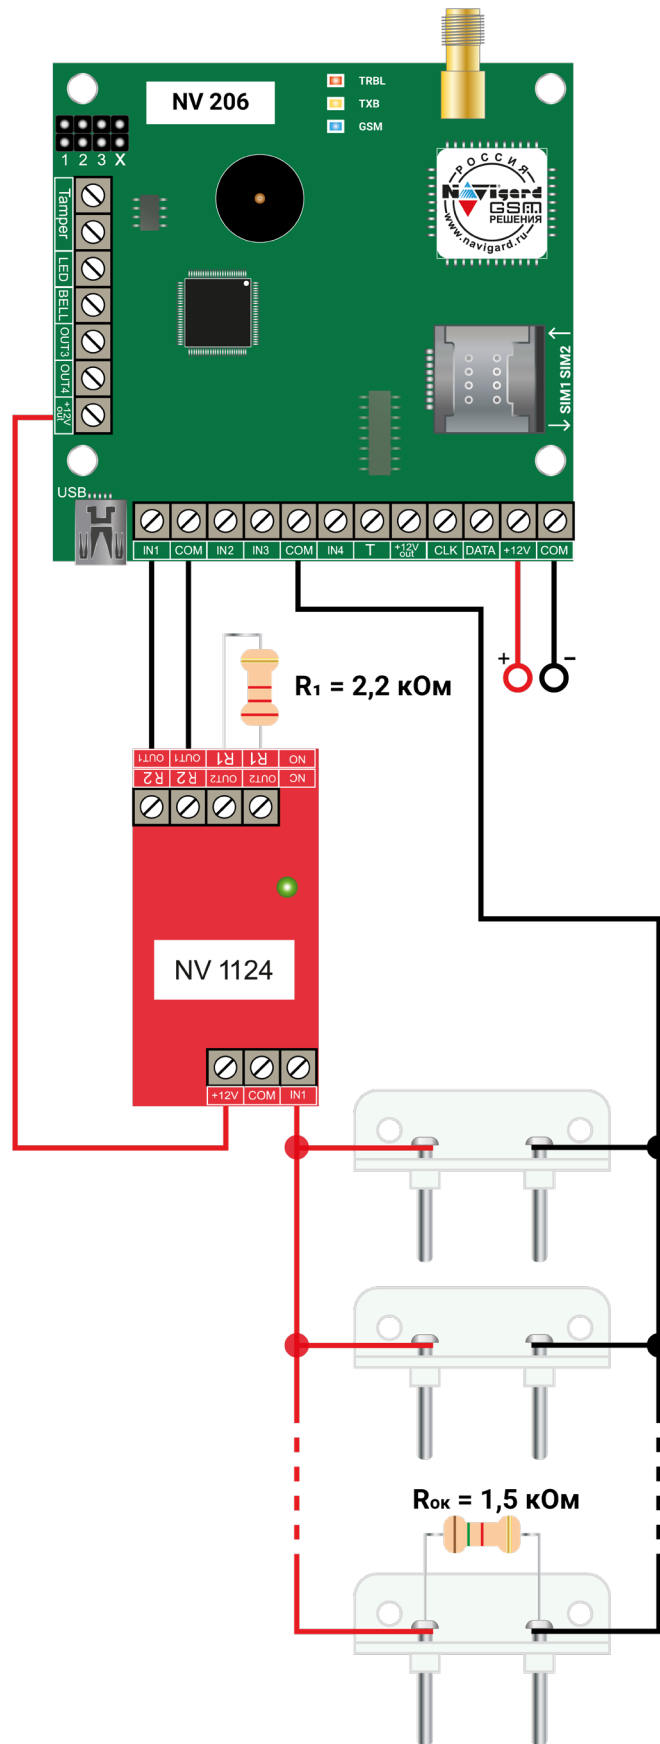 NV 206
TRBL
TXB
GSM
1 2 3 X
РОССИЯ
Navigard
GSM
РЕШЕНИЯ
www.navigard.ru
Tamper
LED
BELL
OUT3
OUT4
+12V
out
SIM1 SIM2
USB
IN1 COM IN2 IN3 COM IN4 T +12V out CLK DATA +12V COM
+ −
R1 = 2,2 кОм
OUT1 OUT1 R1 R1 NO
R2 R2 OUT2 OUT2 NC
NV 1124
+12V COM IN1
Rок = 1,5 кОм